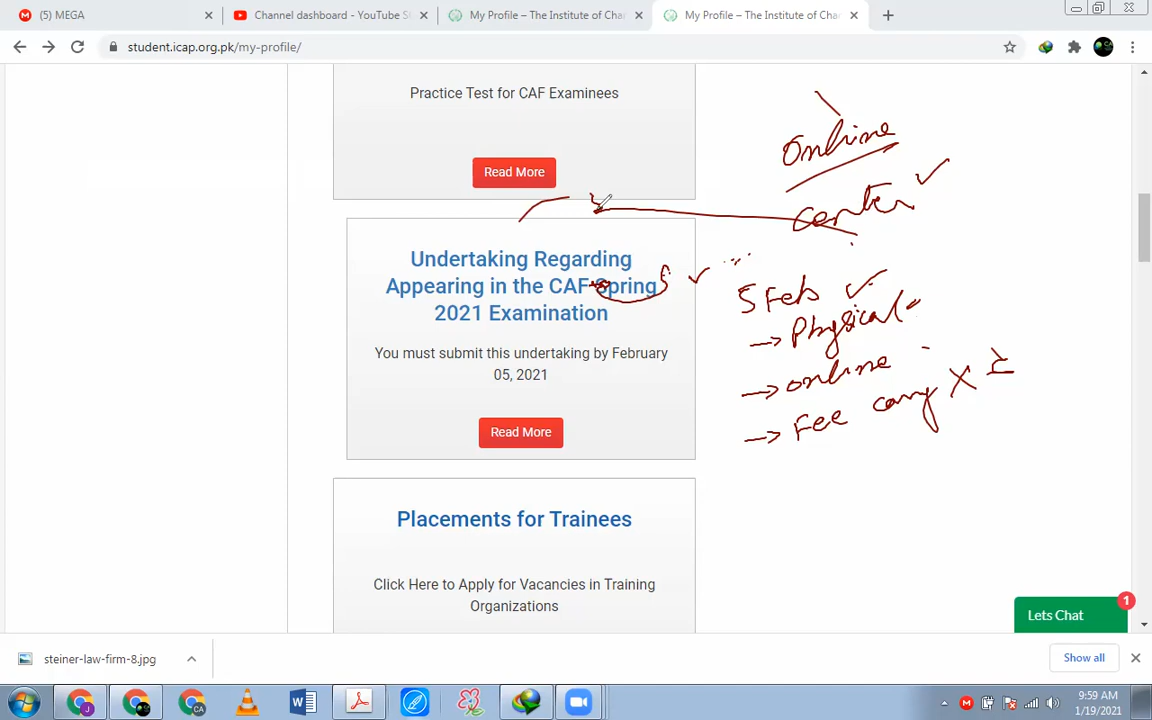 (5) MEGA
Channel dashboard - YouTube S
My Profile – The Institute of Char
My Profile – The Institute of Char
student.icap.org.pk/my-profile/
Practice Test for CAF Examinees
Read More
Undertaking Regarding
Appearing in the CAF Spring
2021 Examination
You must submit this undertaking by February
05, 2021
Read More
Placements for Trainees
Click Here to Apply for Vacancies in Training
Organizations
online
center
5 Feb
→ Physical
→ online
→ Fee carry
Lets Chat
1
steiner-law-firm-8.jpg
Show all
9:59 AM
1/19/2021